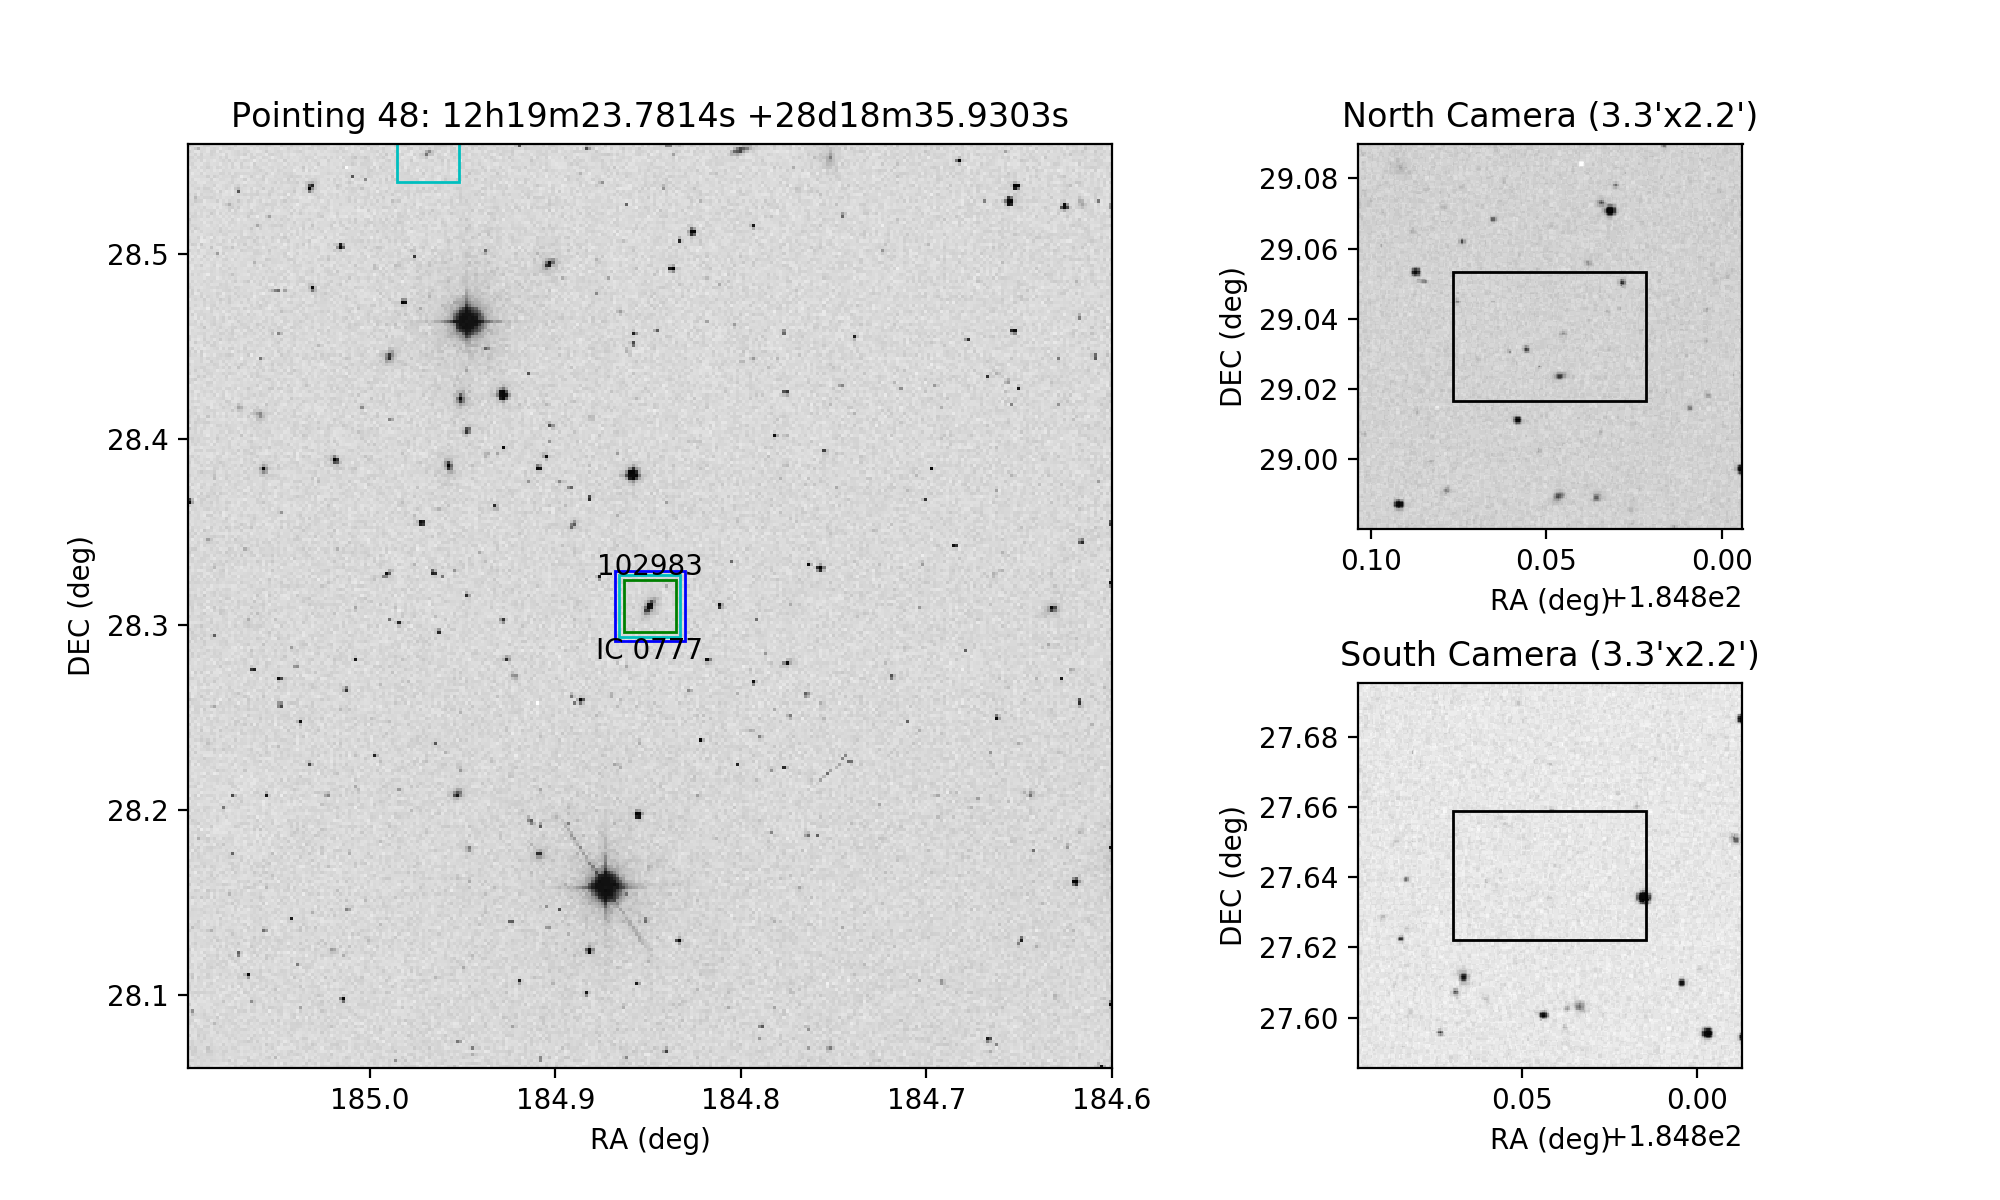 Pointing 48: 12h19m23.7814s +28d18m35.9303s
28.5
28.4
28.3
28.2
28.1
DEC (deg)
102983
IC 0777
185.0 184.9 184.8 184.7 184.6
RA (deg)
North Camera (3.3'x2.2')
29.08
29.06
29.04
29.02
29.00
DEC (deg)
0.10 0.05 0.00
RA (deg) +1.848e2
South Camera (3.3'x2.2')
27.68
27.66
27.64
27.62
27.60
DEC (deg)
0.05 0.00
RA (deg) +1.848e2